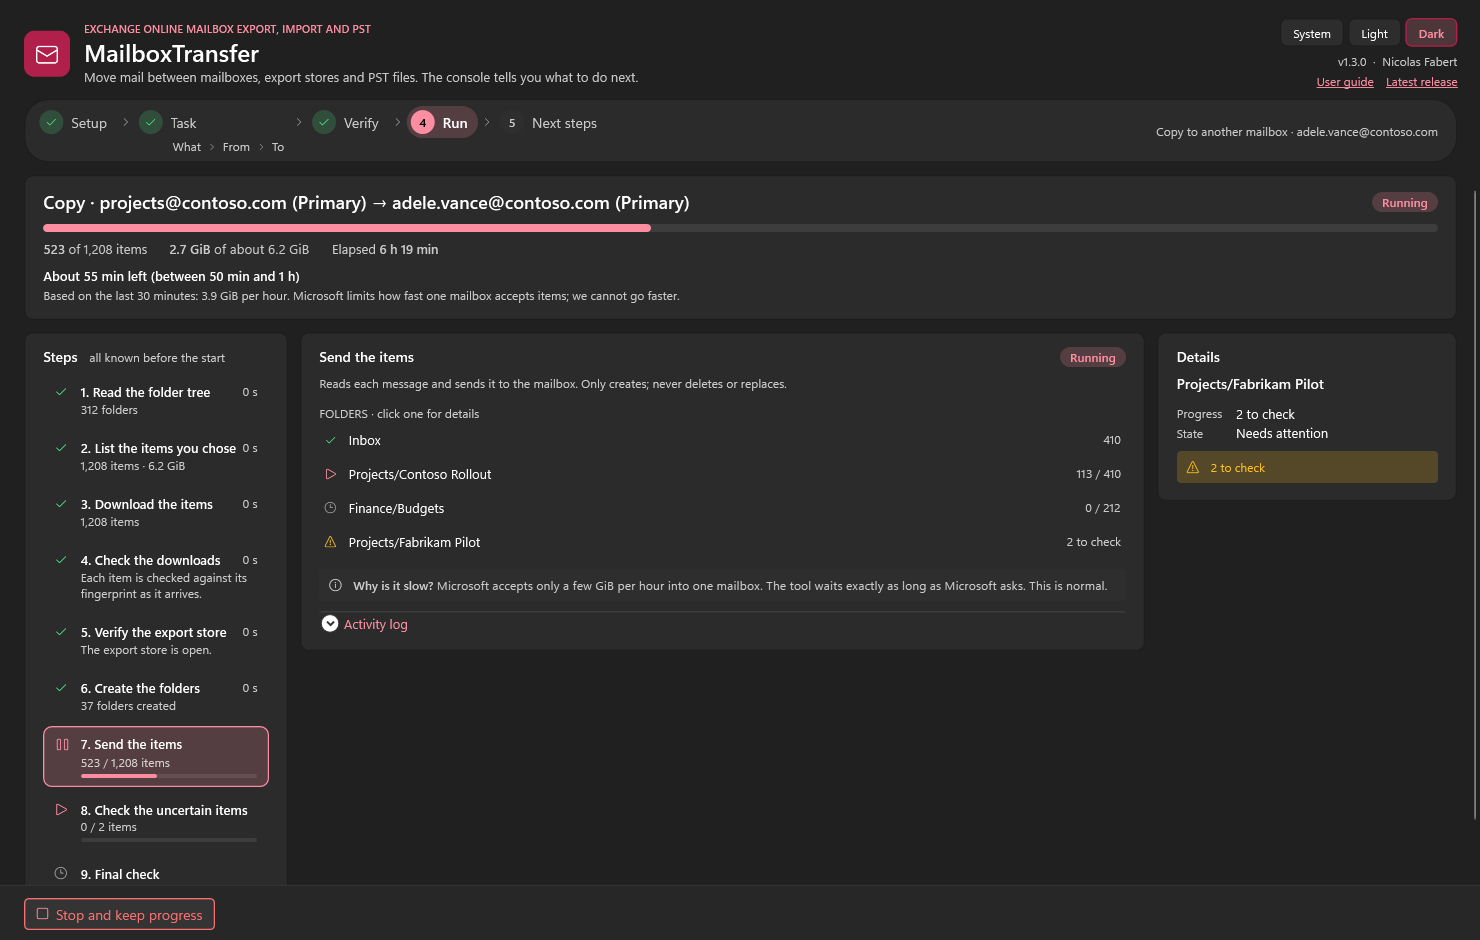 EXCHANGE ONLINE MAILBOX EXPORT, IMPORT AND PST
MailboxTransfer
Move mail between mailboxes, export stores and PST files. The console tells you what to do next.
System
Light
Dark
v1.3.0 · Nicolas Fabert
User guide
Latest release
Setup
Task
Verify
4 Run
5 Next steps
What
From
To
Copy to another mailbox · adele.vance@contoso.com
Copy · projects@contoso.com (Primary) → adele.vance@contoso.com (Primary)
Running
523 of 1,208 items
2.7 GiB of about 6.2 GiB
Elapsed 6 h 19 min
About 55 min left (between 50 min and 1 h)
Based on the last 30 minutes: 3.9 GiB per hour. Microsoft limits how fast one mailbox accepts items; we cannot go faster.
Steps all known before the start
1. Read the folder tree 0 s
312 folders
2. List the items you chose 0 s
1,208 items · 6.2 GiB
3. Download the items 0 s
1,208 items
4. Check the downloads 0 s
Each item is checked against its
fingerprint as it arrives.
5. Verify the export store 0 s
The export store is open.
6. Create the folders 0 s
37 folders created
7. Send the items
523 / 1,208 items
8. Check the uncertain items
0 / 2 items
9. Final check
Send the items
Running
Reads each message and sends it to the mailbox. Only creates; never deletes or replaces.
FOLDERS · click one for details
Inbox 410
Projects/Contoso Rollout 113 / 410
Finance/Budgets 0 / 212
Projects/Fabrikam Pilot 2 to check
Why is it slow? Microsoft accepts only a few GiB per hour into one mailbox. The tool waits exactly as long as Microsoft asks. This is normal.
Activity log
Details
Projects/Fabrikam Pilot
Progress 2 to check
State Needs attention
2 to check
Stop and keep progress